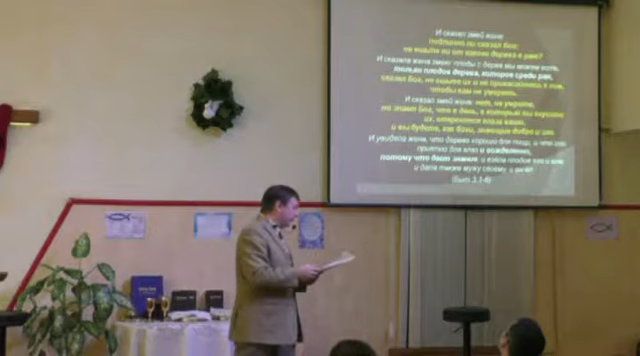 И сказал змей жене:
подлинно ли сказал Бог:
не ешьте ни от какого дерева в раю?
И сказала жена змею: плоды с дерев мы можем есть,
только плодов дерева, которое среди рая,
сказал Бог, не ешьте их и не прикасайтесь к ним,
чтобы вам не умереть.
И сказал змей жене: нет, не умрете,
но знает Бог, что в день, в который вы вкусите
их, откроются глаза ваши,
и вы будете, как боги, знающие добро и зло.
И увидела жена, что дерево хорошо для пищи, и что оно
приятно для глаз и вожделенно,
потому что дает знание; и взяла плодов его и ела
и дала также мужу своему, и он ел
(Быт.3,1-6)